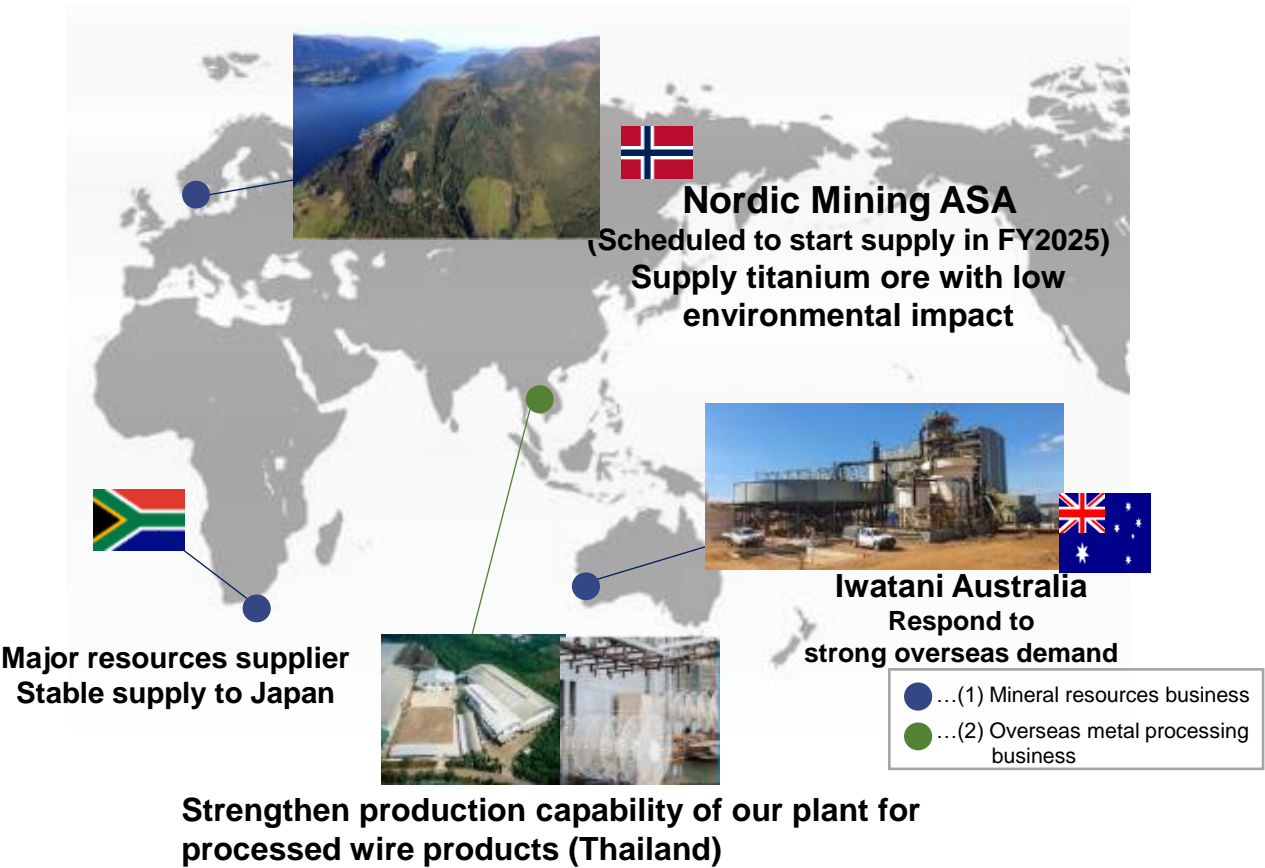 Nordic Mining ASA
(Scheduled to start supply in FY2025)
Supply titanium ore with low
environmental impact
Iwatani Australia
Respond to
strong overseas demand
Major resources supplier
Stable supply to Japan
…(1) Mineral resources business
…(2) Overseas metal processing
business
Strengthen production capability of our plant for
processed wire products (Thailand)